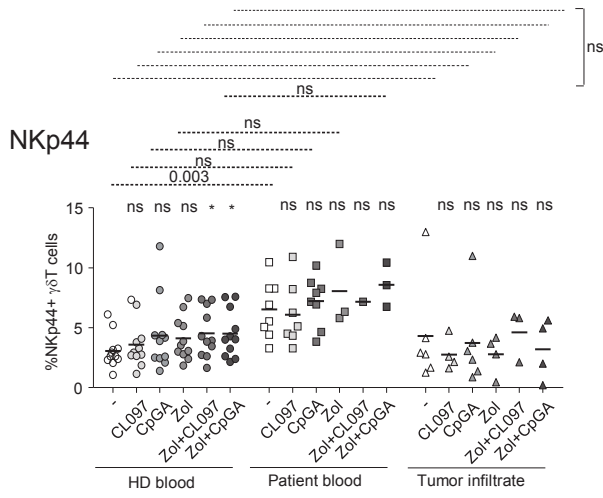 ns
ns
NKp44
ns
ns
ns
0.003
15
10
5
0
%NKp44+ γδT cells
ns ns ns * *
ns ns ns ns ns
ns ns ns ns ns
- CL097 CpGA Zol Zol+CL097 Zol+CpGA
- CL097 CpGA Zol Zol+CL097 Zol+CpGA
- CL097 CpGA Zol Zol+CL097 Zol+CpGA
HD blood Patient blood Tumor infiltrate